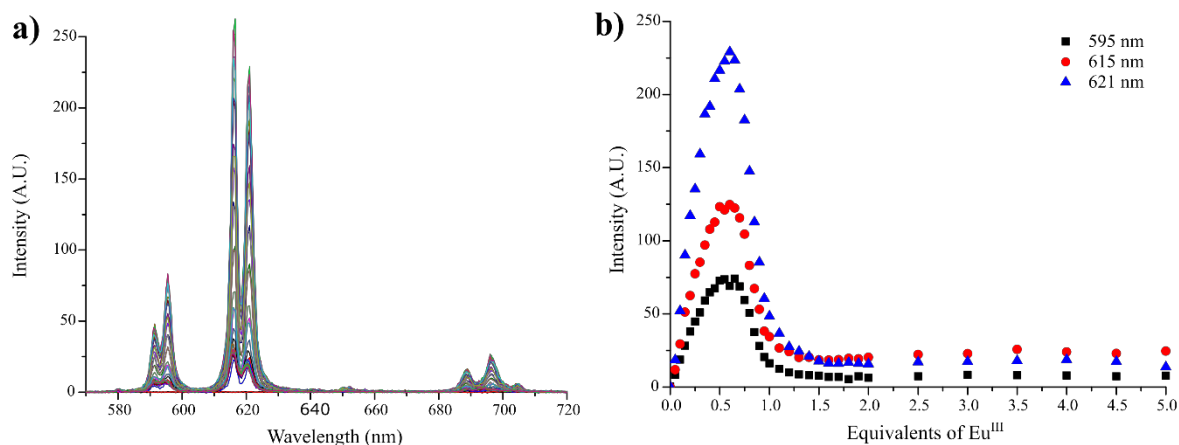 a)
250
200
150
100
50
0
Intensity (A.U.)
580 600 620 640 660 680 700 720
Wavelength (nm)
b)
595 nm
615 nm
621 nm
250
200
150
100
50
0
Intensity (A.U.)
0.0 0.5 1.0 1.5 2.0 2.5 3.0 3.5 4.0 4.5 5.0
Equivalents of Eu^III